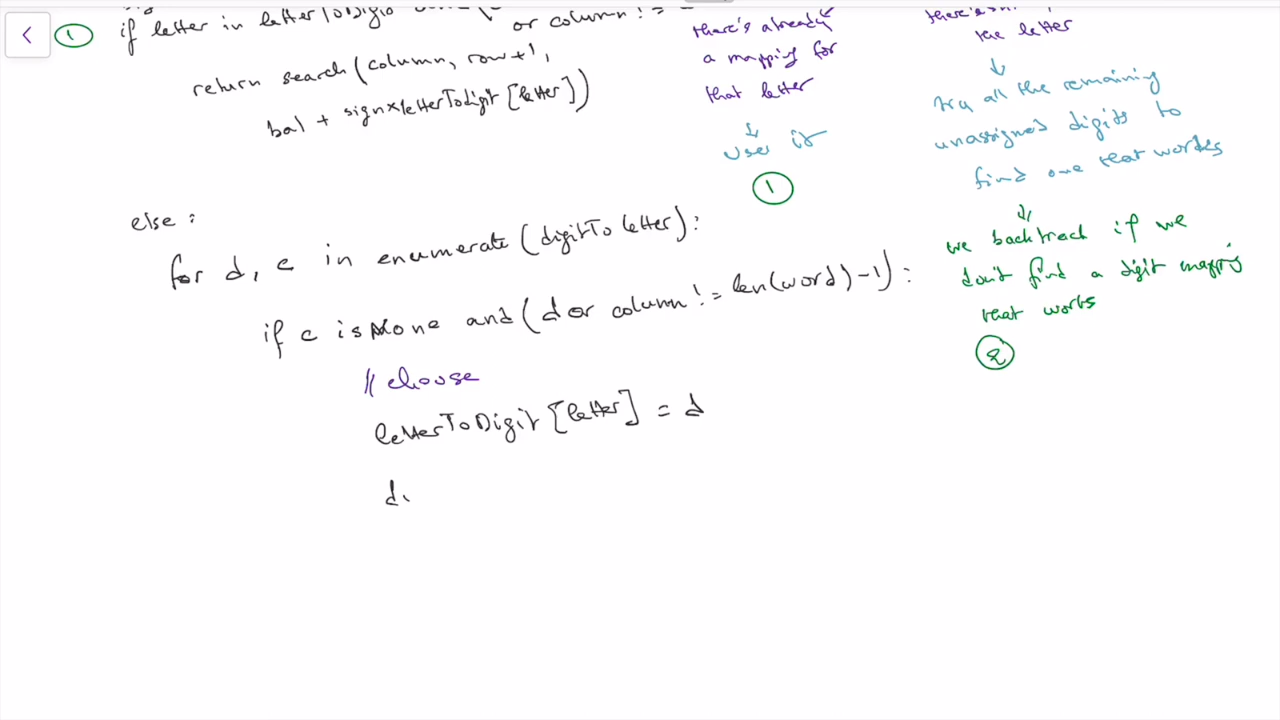 if letter in letterToDigit
or column! =
return search(column, row+1,
bal + sign*letterToDigit[letter])
there's already
a mapping for
that letter
↓
use it
1
the letter
↓
try all the remaining
unassigned digits to
find one that works
↓
we backtrack if we
don't find a digit mapping
that works
2
else :
for d, c in enumerate(digitToletter):
if c is None and (d or column! = len(word) -1) :
// choose
letterToDigit[letter] = d
1
<